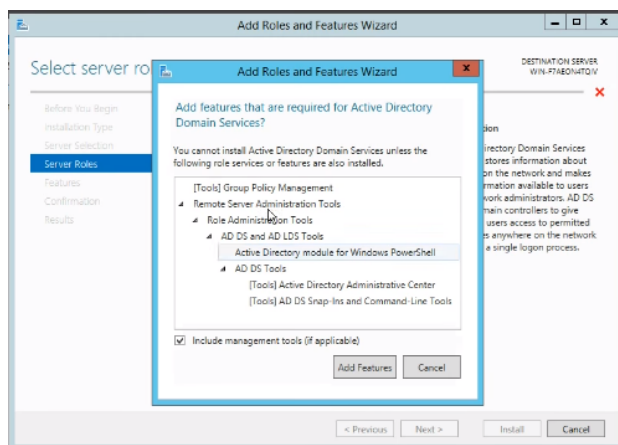 Add Roles and Features Wizard
Select server ro
DESTINATION SERVER
WIN-F7AEON4TQIV
Before You Begin
Installation Type
Server Selection
Server Roles
Features
Confirmation
Results
Add Roles and Features Wizard
x
Add features that are required for Active Directory
Domain Services?
You cannot install Active Directory Domain Services unless the
following role services or features are also installed.
[Tools] Group Policy Management
Remote Server Administration Tools
Role Administration Tools
AD DS and AD LDS Tools
Active Directory module for Windows PowerShell
AD DS Tools
[Tools] Active Directory Administrative Center
[Tools] AD DS Snap-Ins and Command-Line Tools
Include management tools (if applicable)
Add Features
Cancel
irectory Domain Services
stores information about
on the network and makes
rmation available to users
work administrators. AD DS
main controllers to give
users access to permitted
s anywhere on the network
a single logon process.
< Previous
Next >
Install
Cancel